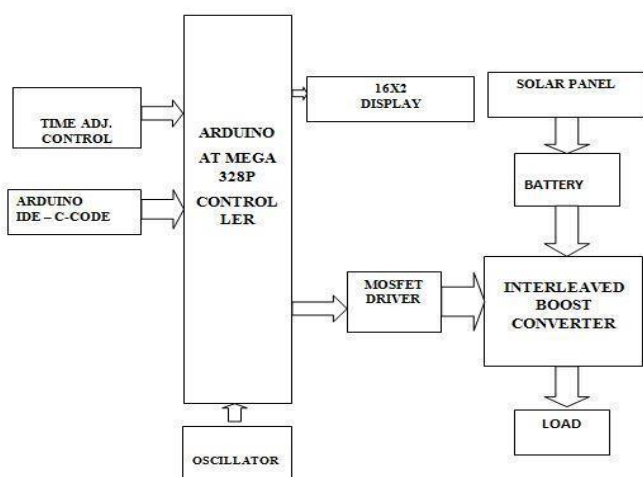 TIME ADJ.
CONTROL
ARDUINO
IDE – C-CODE
ARDUINO
AT MEGA
328P
CONTROL
LER
OSCILLATOR
16X2
DISPLAY
MOSFET
DRIVER
SOLAR PANEL
BATTERY
INTERLEAVED
BOOST
CONVERTER
LOAD